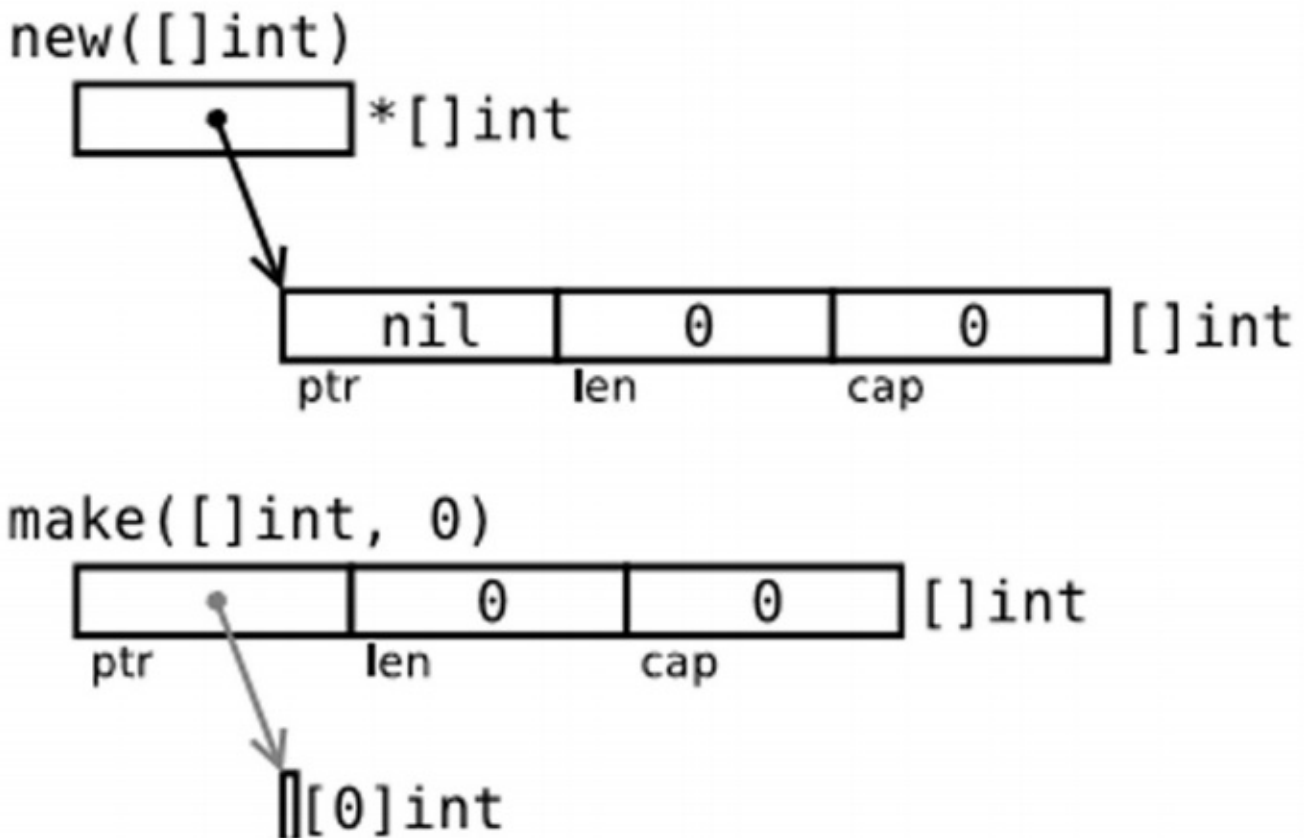 new([]int)
*[]int
nil 0 0 []int
ptr len cap
make([]int, 0)
0 0 []int
ptr len cap
[0]int